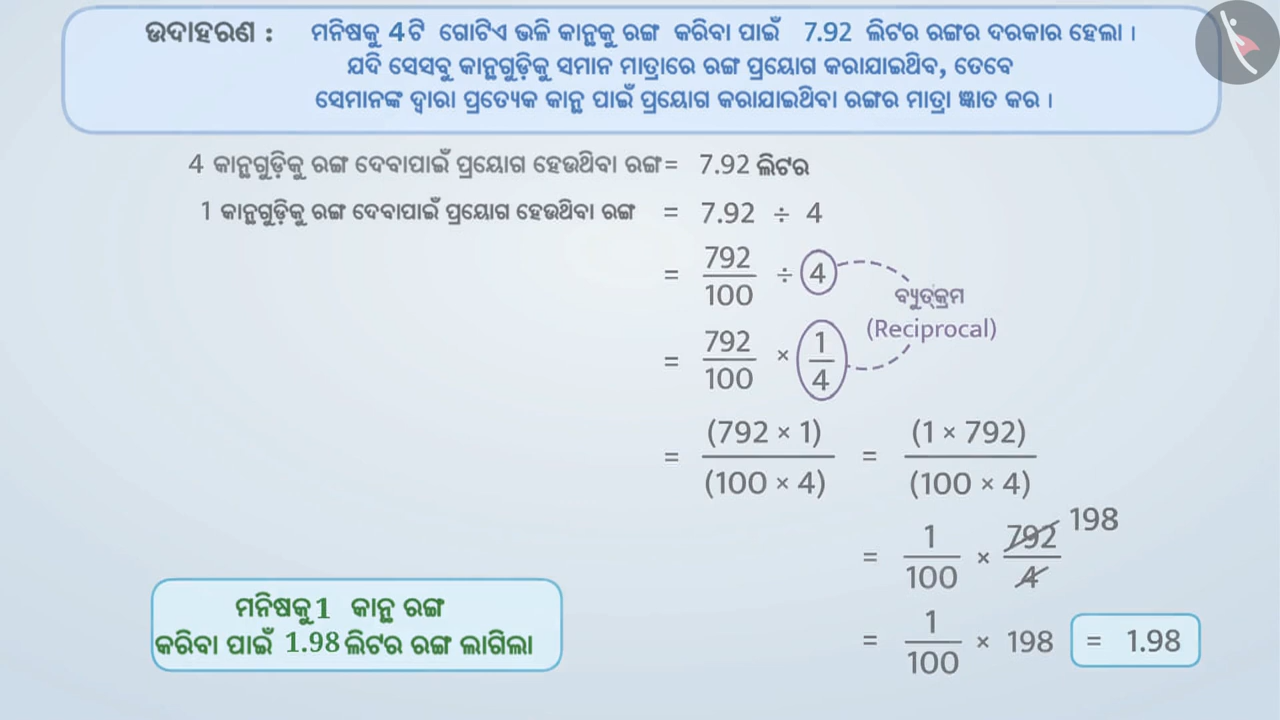 ଉଦାହରଣ : ମନିଷକୁ 4 ଟି ଗୋଟିଏ ଭଳି କାନ୍ଥକୁ ରଙ୍ଗ କରିବା ପାଇଁ 7.92 ଲିଟର ରଙ୍ଗର ଦରକାର ହେଲା ।
ଯଦି ସେସବୁ କାନ୍ଥଗୁଡ଼ିକୁ ସମାନ ମାତ୍ରାରେ ରଙ୍ଗ ପ୍ରୟୋଗ କରାଯାଇଥିବ, ତେବେ
ସେମାନଙ୍କ ଦ୍ୱାରା ପ୍ରତ୍ୟେକ କାନ୍ଥ ପାଇଁ ପ୍ରୟୋଗ କରାଯାଇଥିବା ରଙ୍ଗର ମାତ୍ରା ଜ୍ଞାତ କର ।
4 କାନ୍ଥଗୁଡ଼ିକୁ ରଙ୍ଗ ଦେବାପାଇଁ ପ୍ରୟୋଗ ହେଉଥିବା ରଙ୍ଗ = 7.92 ଲିଟର
1 କାନ୍ଥଗୁଡ଼ିକୁ ରଙ୍ଗ ଦେବାପାଇଁ ପ୍ରୟୋଗ ହେଉଥିବା ରଙ୍ଗ = 7.92 ÷ 4
= 792/100 ÷ 4
ବ୍ୟୁତ୍କ୍ରମ
(Reciprocal)
= 792/100 × 1/4
= (792 × 1)/(100 × 4) = (1 × 792)/(100 × 4)
= 1/100 × 792/4 198
= 1/100 × 198 = 1.98
ମନିଷକୁ 1 କାନ୍ଥ ରଙ୍ଗ
କରିବା ପାଇଁ 1.98 ଲିଟର ରଙ୍ଗ ଲାଗିଲା